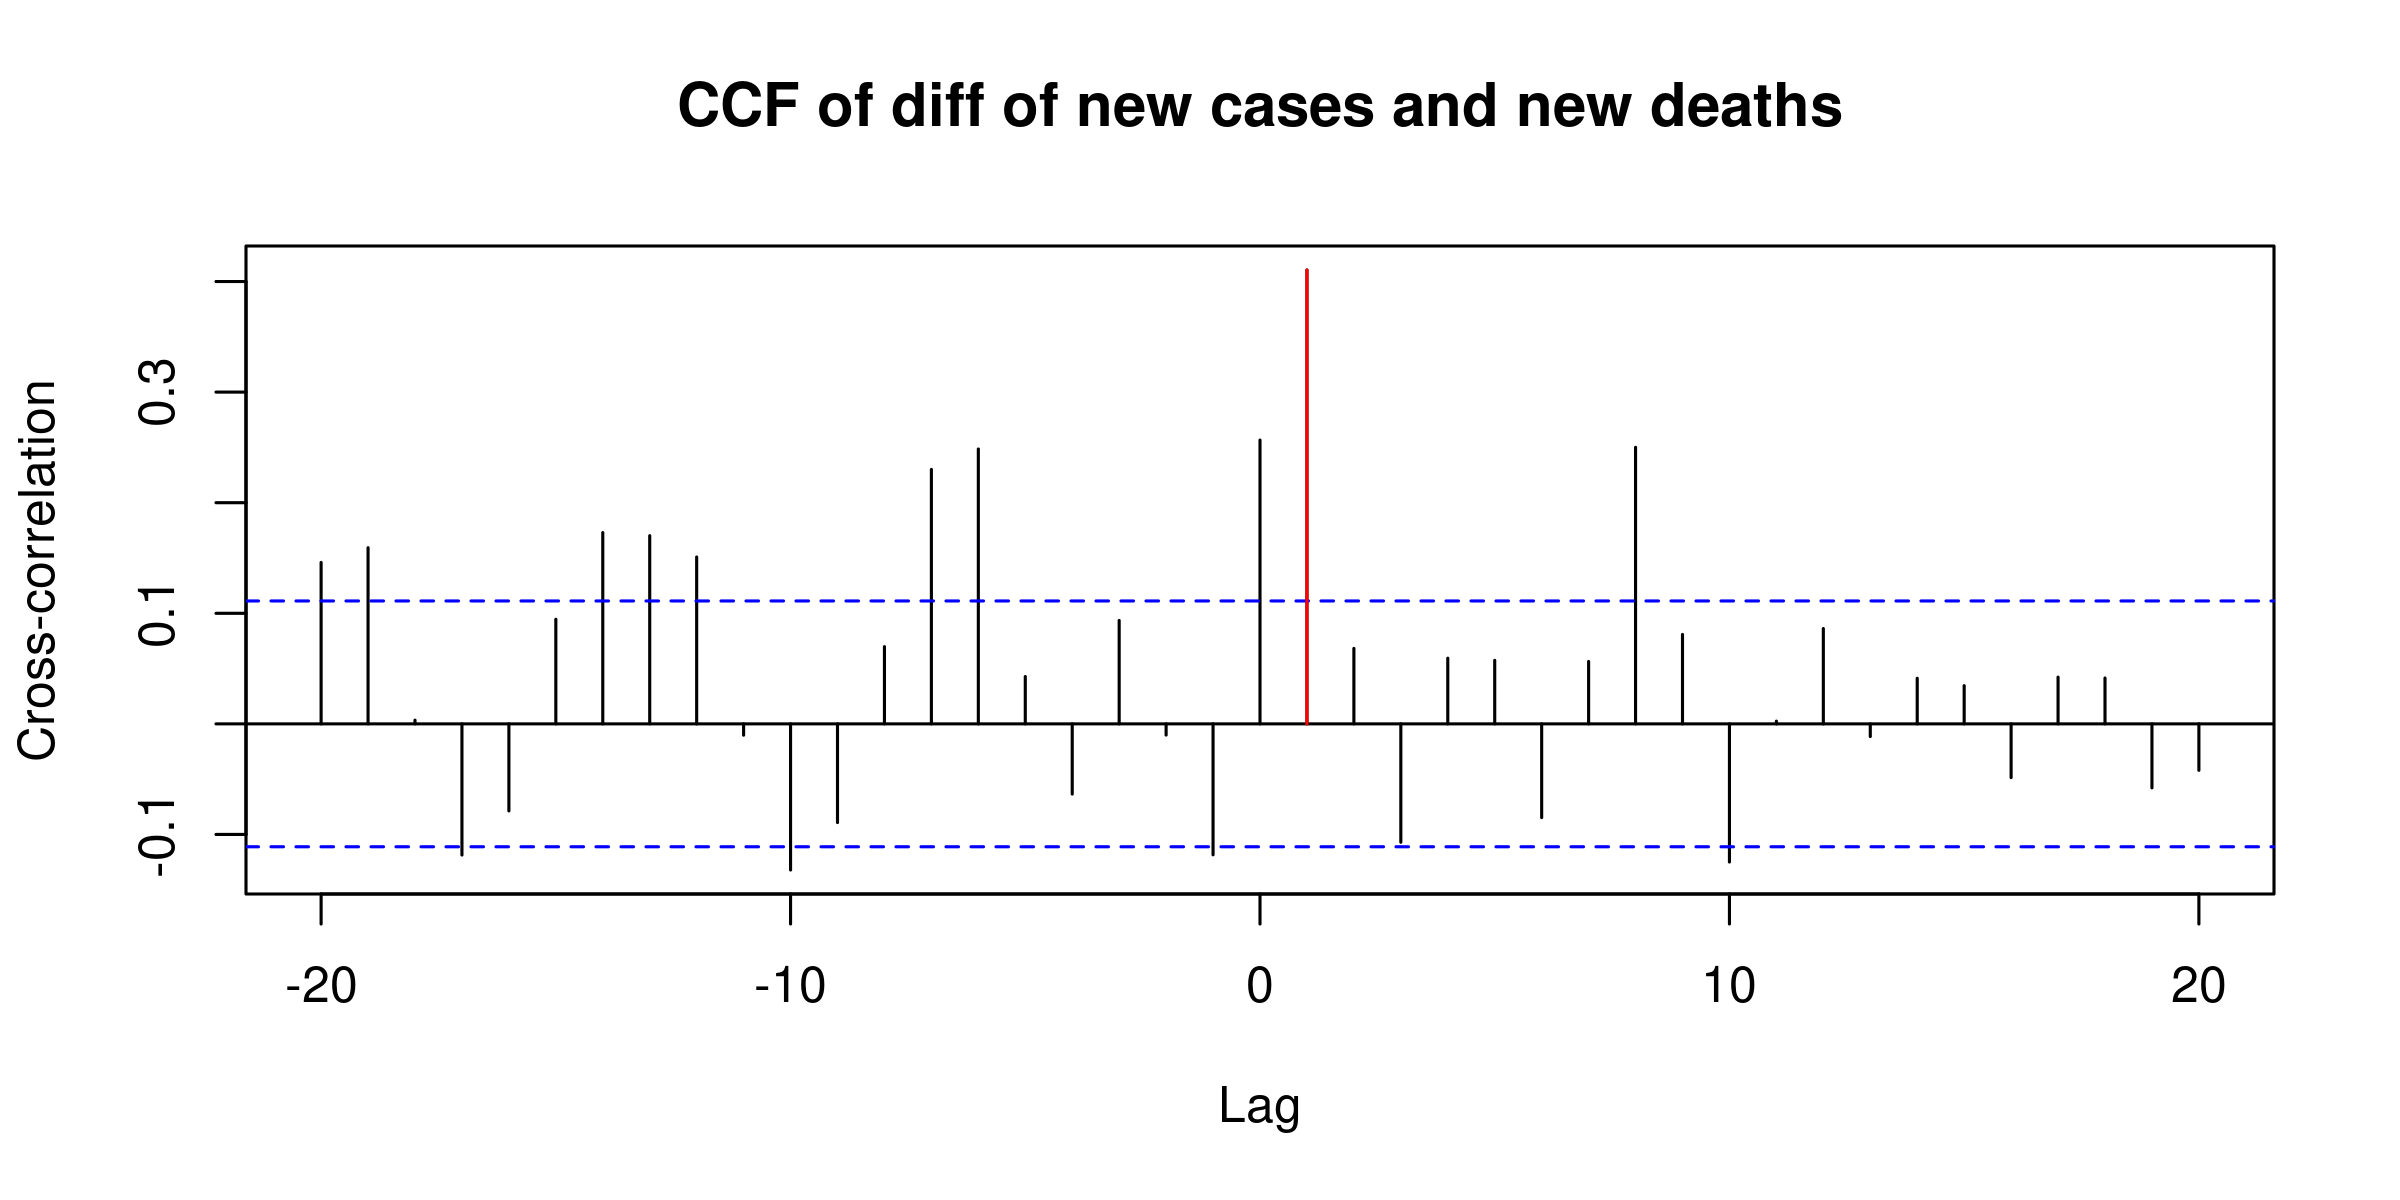 CCF of diff of new cases and new deaths
Cross-correlation
0.3
0.1
-0.1
-20 -10 0 10 20
Lag